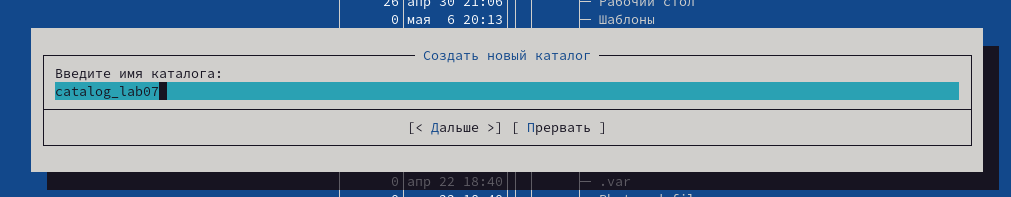 26 апр 30 21:06 Рабочий стол
0 мая  6 20:13 Шаблоны
Создать новый каталог
Введите имя каталога:
catalog_lab07
[< Дальше >] [ Прервать ]
0 апр 22 18:40 .var